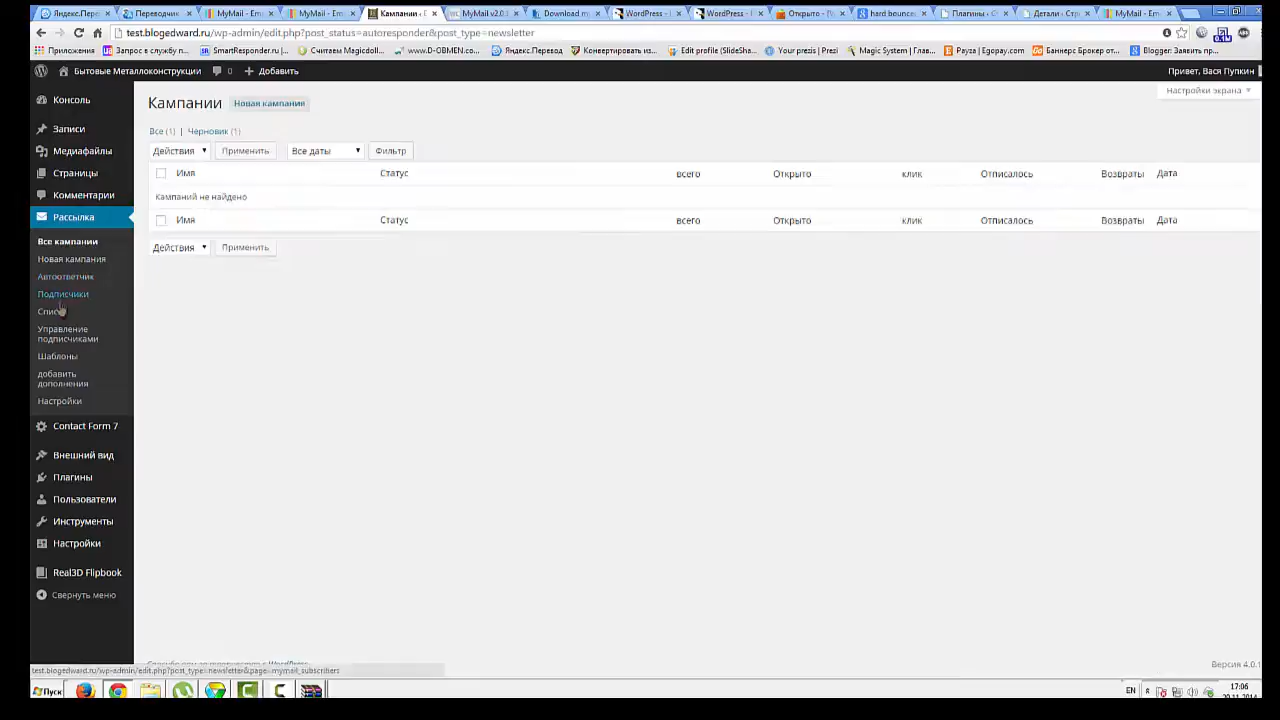 Яндекс.Пере
Переводчик
MyMail - Em
MyMail - Em
Кампании ‹
MyMail v2.0.
Download m
WordPress -
WordPress -
Открыто - [V
hard bounce
Плагины ‹ C
Детали ‹ Стр
MyMail - Em
test.blogedward.ru/wp-admin/edit.php?post_status=autoresponder&post_type=newsletter
Приложения
Запрос в службу п...
SmartResponder.ru
Считаем Magicdoll...
www.D-OBMEN.co...
Яндекс.Перевод
Конвертировать из...
Edit profile (SlideSha...
Your prezis | Prezi
Magic System | Глав...
Payza | Egopay.com
Баннерс Брокер от...
Blogger: Заявить пр...
Бытовые Металлоконструкции
0
Добавить
Привет, Вася Пупкин
Консоль
Записи
Медиафайлы
Страницы
Комментарии
Рассылка
Все кампании
Новая кампания
Автоответчик
Подписчики
Управление
подписчиками
Шаблоны
добавить
дополнения
Настройки
Contact Form 7
Внешний вид
Плагины
Пользователи
Инструменты
Настройки
Real3D Flipbook
Свернуть меню
Настройки экрана
Кампании
Новая кампания
Все (1) | Черновик (1)
Действия
Применить
Все даты
Фильтр
Имя Статус всего Открыто клик Отписалось Возвраты Дата
Кампаний не найдено
Имя Статус всего Открыто клик Отписалось Возвраты Дата
Действия
Применить
Версия 4.0.1
test.blogedward.ru/wp-admin/edit.php?post_type=newsletter&page=mymail_subscribers
Пуск
EN
17:06
20.11.2014